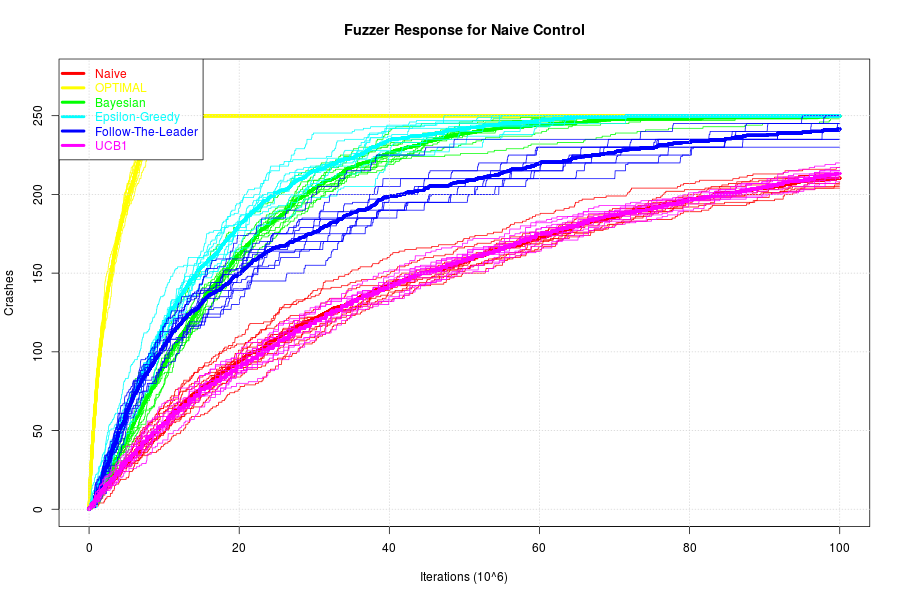 Fuzzer Response for Naive Control
Naive
OPTIMAL
Bayesian
Epsilon-Greedy
Follow-The-Leader
UCB1
250
200
150
100
50
0
Crashes
0 20 40 60 80 100
Iterations (10^6)